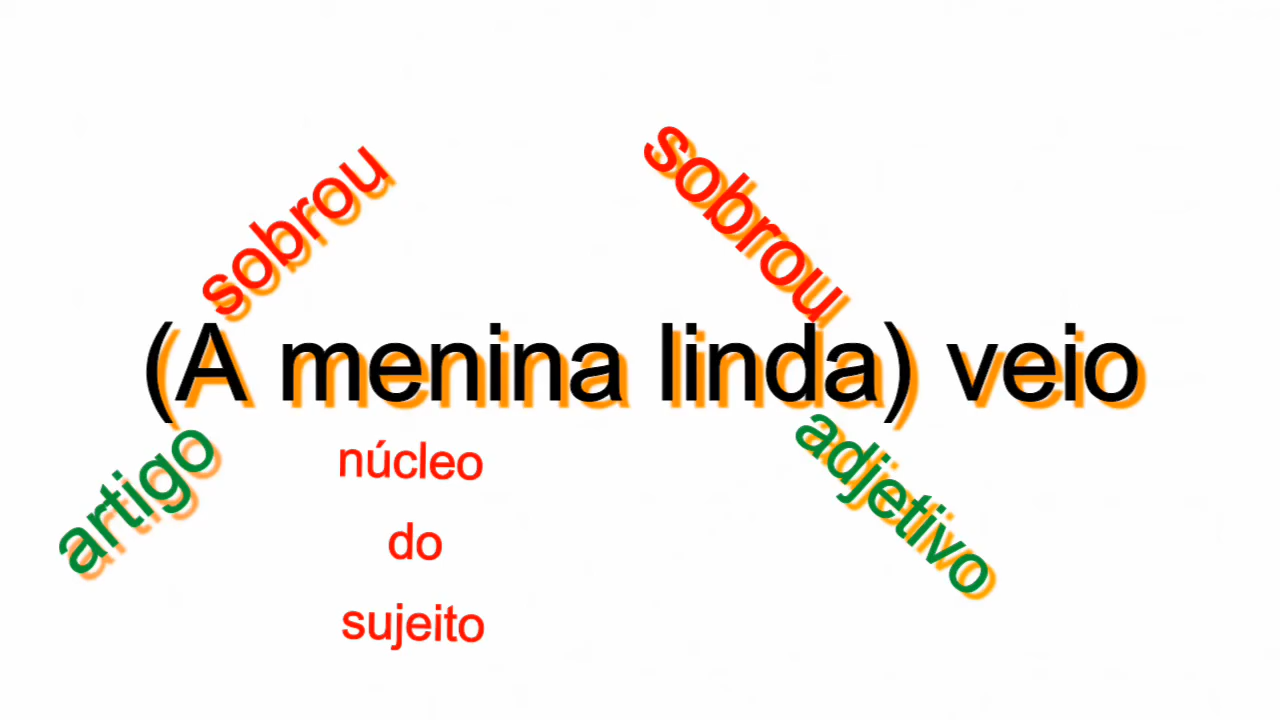 sobrou
sobrou
(A menina linda) veio
artigo
núcleo
do
sujeito
adjetivo